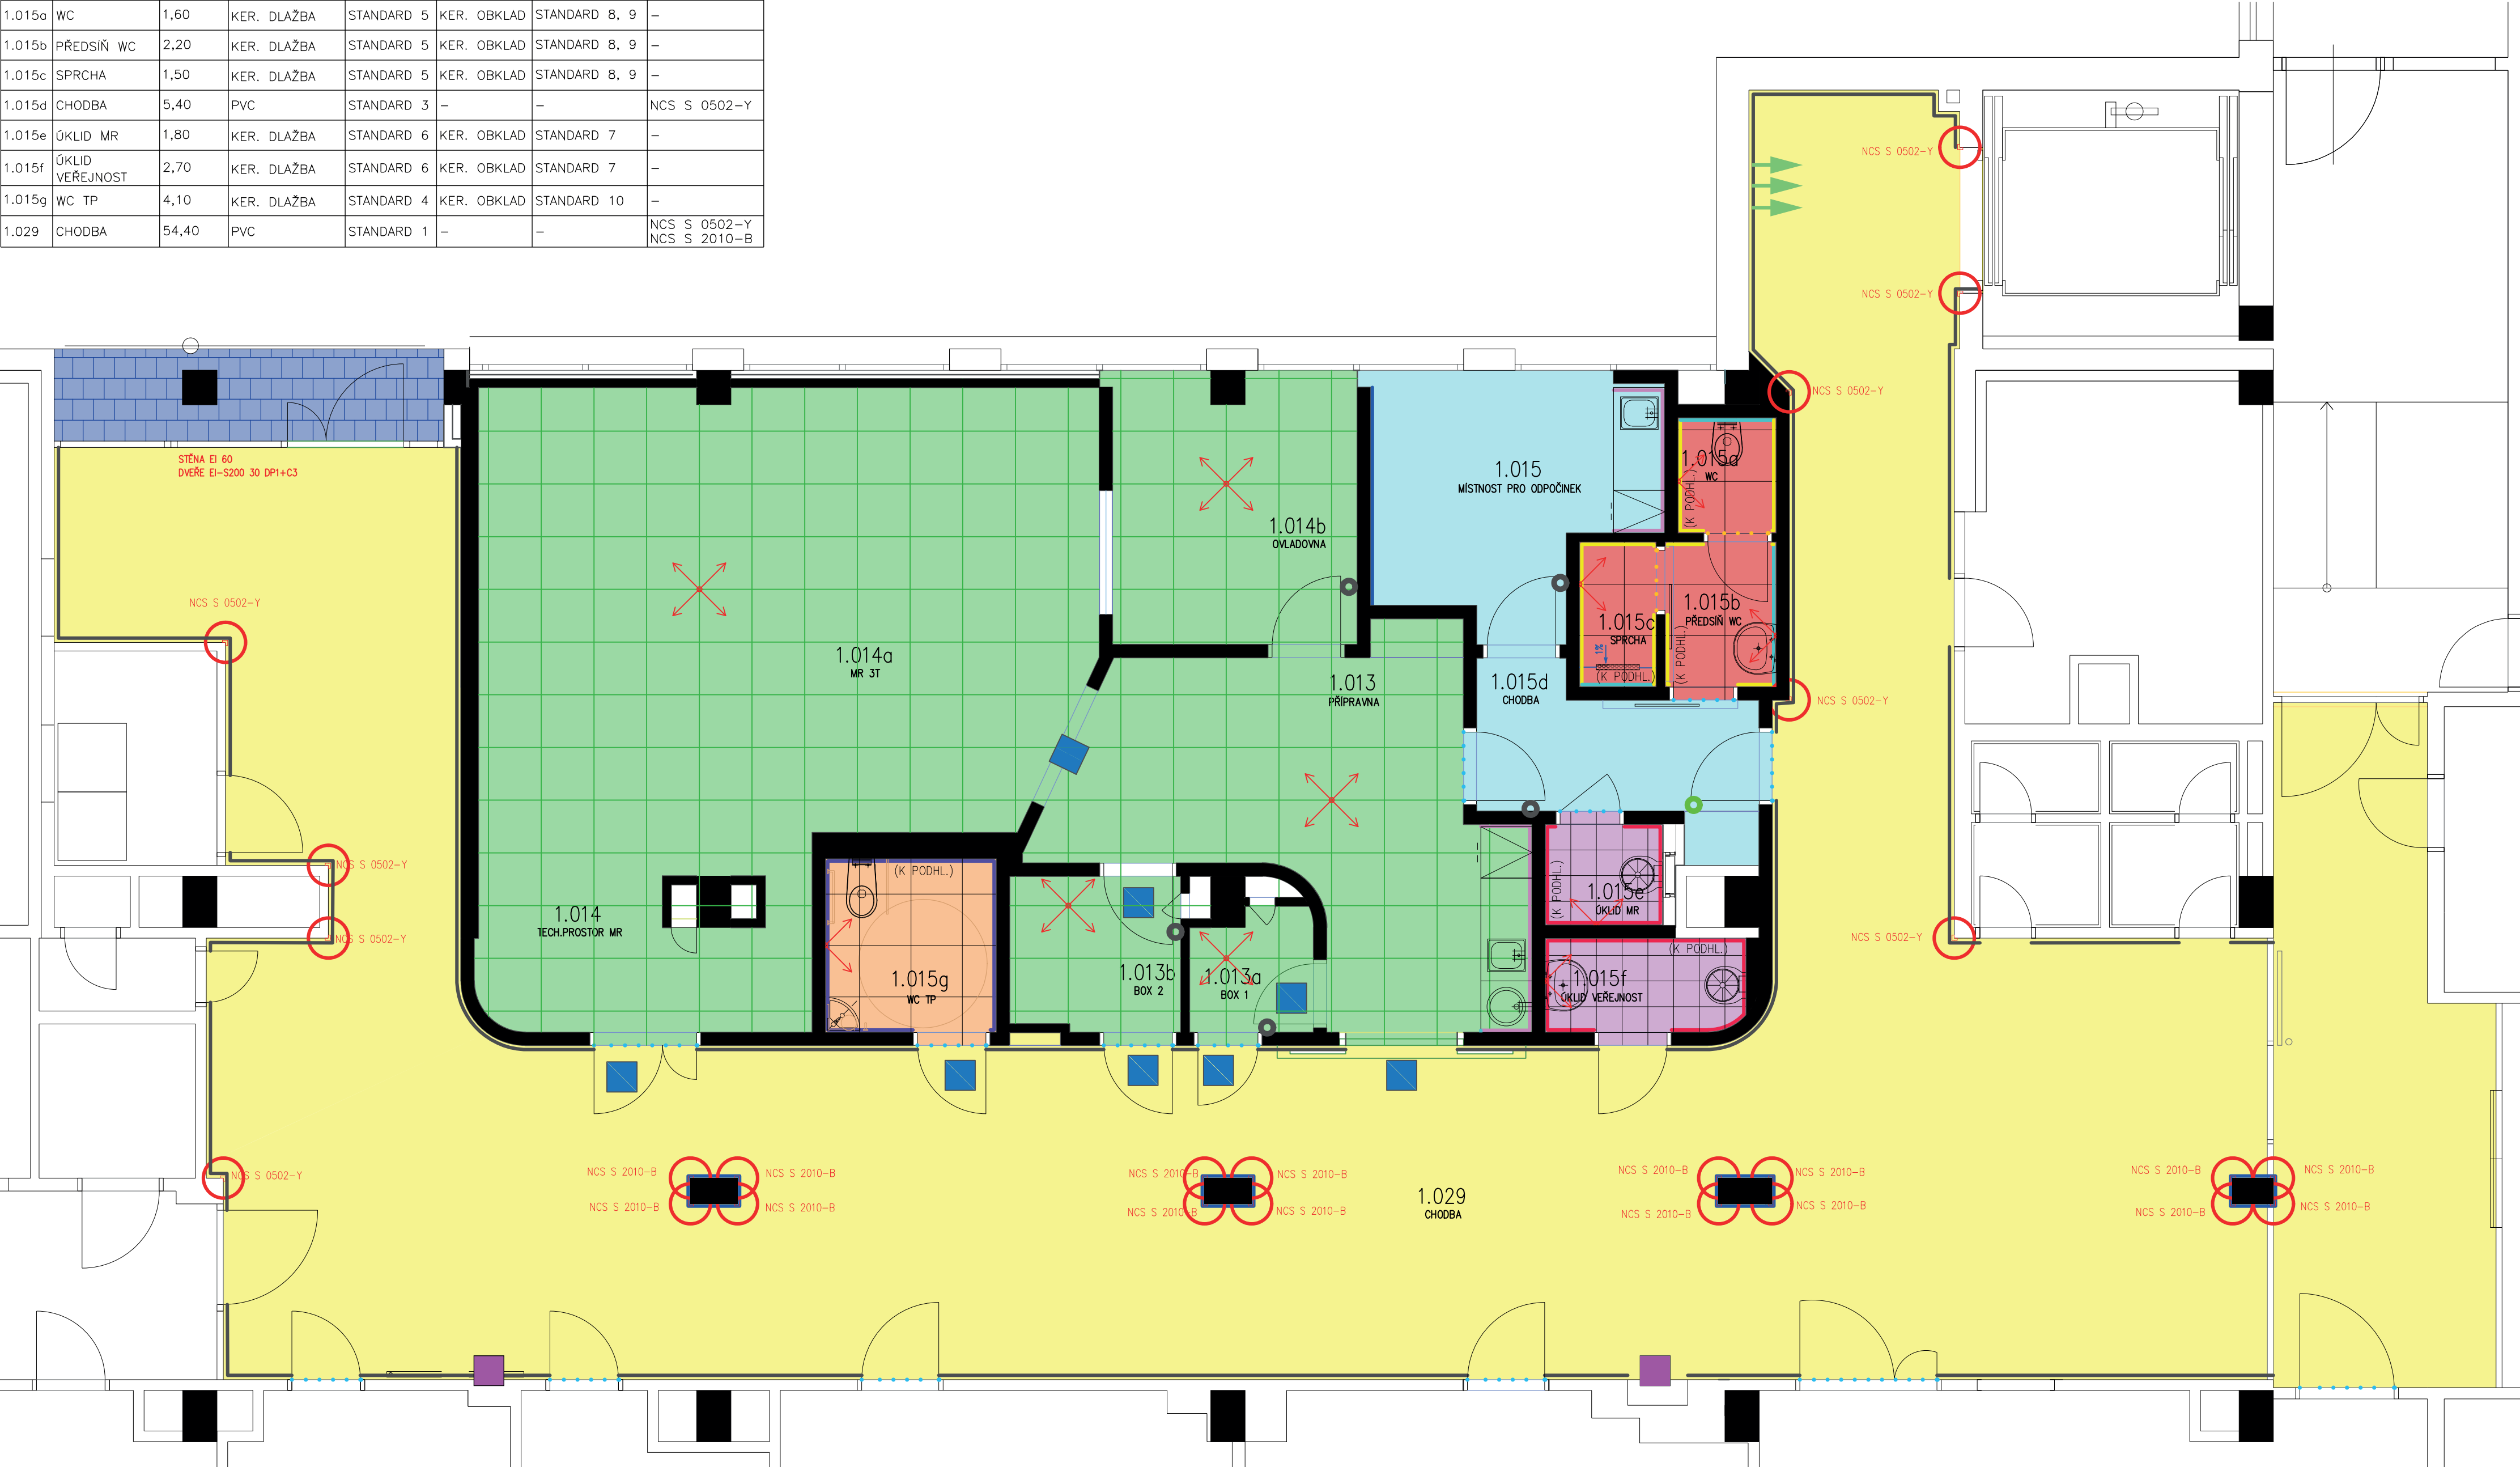 1.015a WC 1,60 KER. DLAŽBA STANDARD 5 KER. OBKLAD STANDARD 8, 9 –
1.015b PŘEDSÍŇ WC 2,20 KER. DLAŽBA STANDARD 5 KER. OBKLAD STANDARD 8, 9 –
1.015c SPRCHA 1,50 KER. DLAŽBA STANDARD 5 KER. OBKLAD STANDARD 8, 9 –
1.015d CHODBA 5,40 PVC STANDARD 3 – – NCS S 0502-Y
1.015e ÚKLID MR 1,80 KER. DLAŽBA STANDARD 6 KER. OBKLAD STANDARD 7 –
1.015f ÚKLID VEŘEJNOST 2,70 KER. DLAŽBA STANDARD 6 KER. OBKLAD STANDARD 7 –
1.015g WC TP 4,10 KER. DLAŽBA STANDARD 4 KER. OBKLAD STANDARD 10 –
1.029 CHODBA 54,40 PVC STANDARD 1 – – NCS S 0502-Y
NCS S 2010-B
NCS S 0502-Y
NCS S 0502-Y
NCS S 0502-Y
STĚNA EI 60
DVEŘE EI-S200 30 DP1+C3
1.015
MÍSTNOST PRO ODPOČINEK
1.015a
WC
(K PODHL.)
1.014b
OVLADOVNA
NCS S 0502-Y
1.015b
PŘEDSÍŇ WC
(K PODHL.)
1.015c
SPRCHA
1%
(K PODHL.)
1.014a
MR 3T
1.013
PŘÍPRAVNA
1.015d
CHODBA
NCS S 0502-Y
NCS S 0502-Y
(K PODHL.)
(K PODHL.)
1.015e
ÚKLID MR
1.014
TECH.PROSTOR MR
NCS S 0502-Y
NCS S 0502-Y
(K PODHL.)
1.015g
WC TP
1.013b
BOX 2
1.013a
BOX 1
1.015f
ÚKLID VEŘEJNOST
NCS S 0502-Y
NCS S 2010-B
NCS S 2010-B
NCS S 2010-B
NCS S 2010-B
NCS S 2010-B
NCS S 2010-B
NCS S 2010-B
NCS S 2010-B
1.029
CHODBA
NCS S 2010-B
NCS S 2010-B
NCS S 2010-B
NCS S 2010-B
NCS S 2010-B
NCS S 2010-B
NCS S 2010-B
NCS S 2010-B